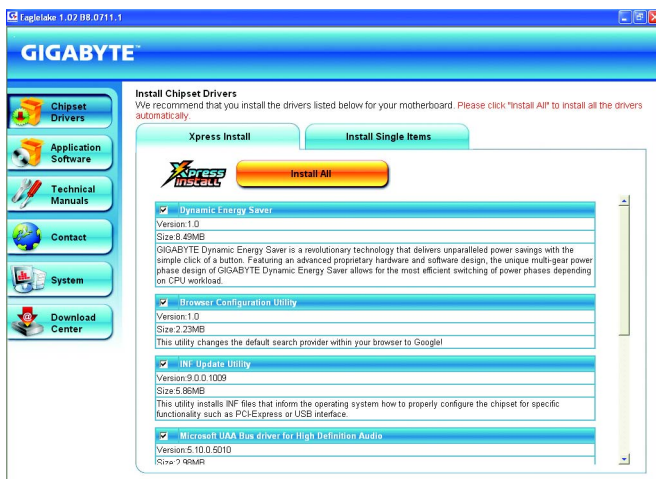 Eaglelake 1.02 B8.0711.1
GIGABYTE™
Chipset
Drivers
Application
Software
Technical
Manuals
Contact
System
Download
Center
Install Chipset Drivers
We recommend that you install the drivers listed below for your motherboard. Please click "Install All" to install all the drivers
automatically.
Xpress Install
Install Single Items
Xpress
INSTALL
Install All
Dynamic Energy Saver
Version:1.0
Size:8.49MB
GIGABYTE Dynamic Energy Saver is a revolutionary technology that delivers unparalleled power savings with the
simple click of a button. Featuring an advanced proprietary hardware and software design, the unique multi-gear power
phase design of GIGABYTE Dynamic Energy Saver allows for the most efficient switching of power phases depending
on CPU workload.
Browser Configuration Utility
Version:1.0
Size:2.23MB
This utility changes the default search provider within your browser to Google!
INF Update Utility
Version:9.0.0.1009
Size:5.86MB
This utility installs INF files that inform the operating system how to properly configure the chipset for specific
functionality such as PCI-Express or USB interface.
Microsoft UAA Bus driver for High Definition Audio
Version:5.10.0.5010
Size:2.98MB